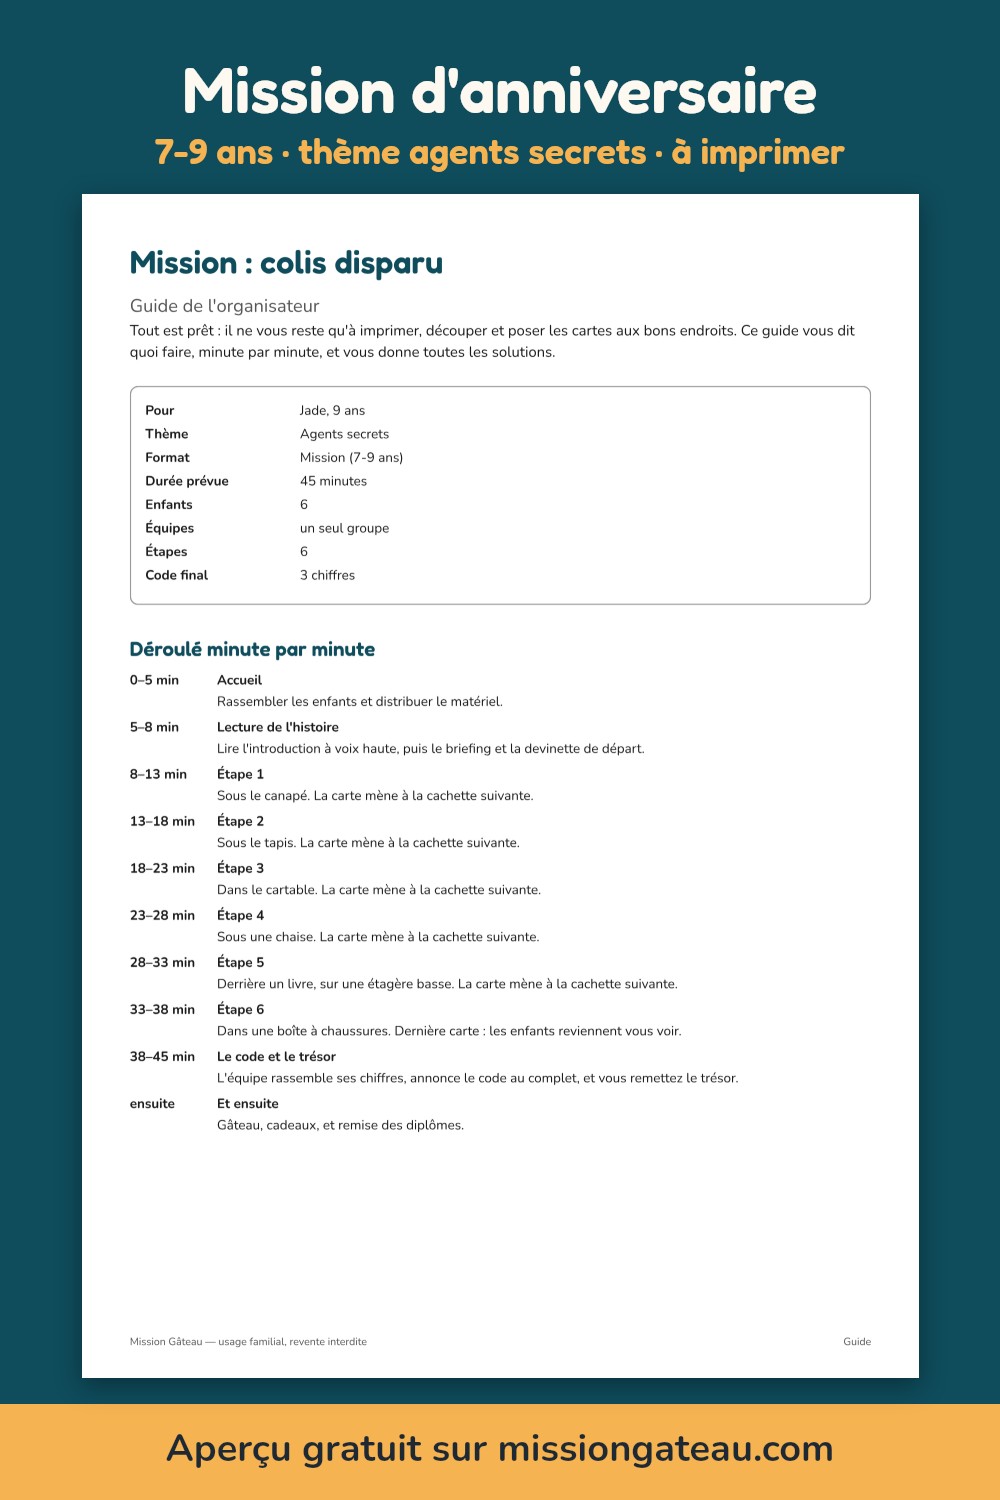 Mission d'anniversaire
7-9 ans · thème agents secrets · à imprimer
Mission : colis disparu
Guide de l'organisateur
Tout est prêt : il ne vous reste qu'à imprimer, découper et poser les cartes aux bons endroits. Ce guide vous dit
quoi faire, minute par minute, et vous donne toutes les solutions.
Pour Jade, 9 ans
Thème Agents secrets
Format Mission (7-9 ans)
Durée prévue 45 minutes
Enfants 6
Équipes un seul groupe
Étapes 6
Code final 3 chiffres
Déroulé minute par minute
0–5 min Accueil
Rassembler les enfants et distribuer le matériel.
5–8 min Lecture de l'histoire
Lire l'introduction à voix haute, puis le briefing et la devinette de départ.
8–13 min Étape 1
Sous le canapé. La carte mène à la cachette suivante.
13–18 min Étape 2
Sous le tapis. La carte mène à la cachette suivante.
18–23 min Étape 3
Dans le cartable. La carte mène à la cachette suivante.
23–28 min Étape 4
Sous une chaise. La carte mène à la cachette suivante.
28–33 min Étape 5
Derrière un livre, sur une étagère basse. La carte mène à la cachette suivante.
33–38 min Étape 6
Dans une boîte à chaussures. Dernière carte : les enfants reviennent vous voir.
38–45 min Le code et le trésor
L'équipe rassemble ses chiffres, annonce le code au complet, et vous remettez le trésor.
ensuite Et ensuite
Gâteau, cadeaux, et remise des diplômes.
Mission Gâteau — usage familial, revente interdite Guide
Aperçu gratuit sur missiongateau.com